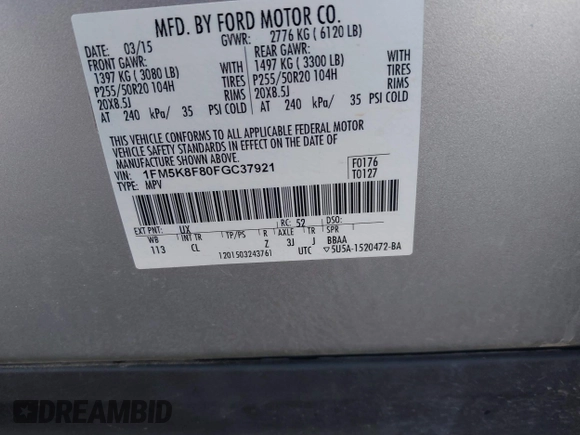 MFD. BY FORD MOTOR CO.
DATE: 03/15 GVWR: 2776 KG ( 6120 LB)
FRONT GAWR: REAR GAWR:
1397 KG ( 3080 LB) WITH 1497 KG ( 3300 LB) WITH
P255/50R20 104H TIRES P255/50R20 104H TIRES
20X8.5J RIMS 20X8.5J RIMS
AT 240 kPa/ 35 PSI COLD AT 240 kPa/ 35 PSI COLD
THIS VEHICLE CONFORMS TO ALL APPLICABLE FEDERAL MOTOR
VEHICLE SAFETY STANDARDS IN EFFECT ON THE DATE OF
MANUFACTURE SHOWN ABOVE.
VIN: 1FM5K8F80FGC37921 F0176
TYPE: MPV T0127
EXT PNT: UX RC: 52 DSO:
WB INT TR TP/PS R AXLE TR SPR
113 CL Z 3J J BBAA
1201503243761 UTC ▽5U5A-1520472-BA
DREAMBID